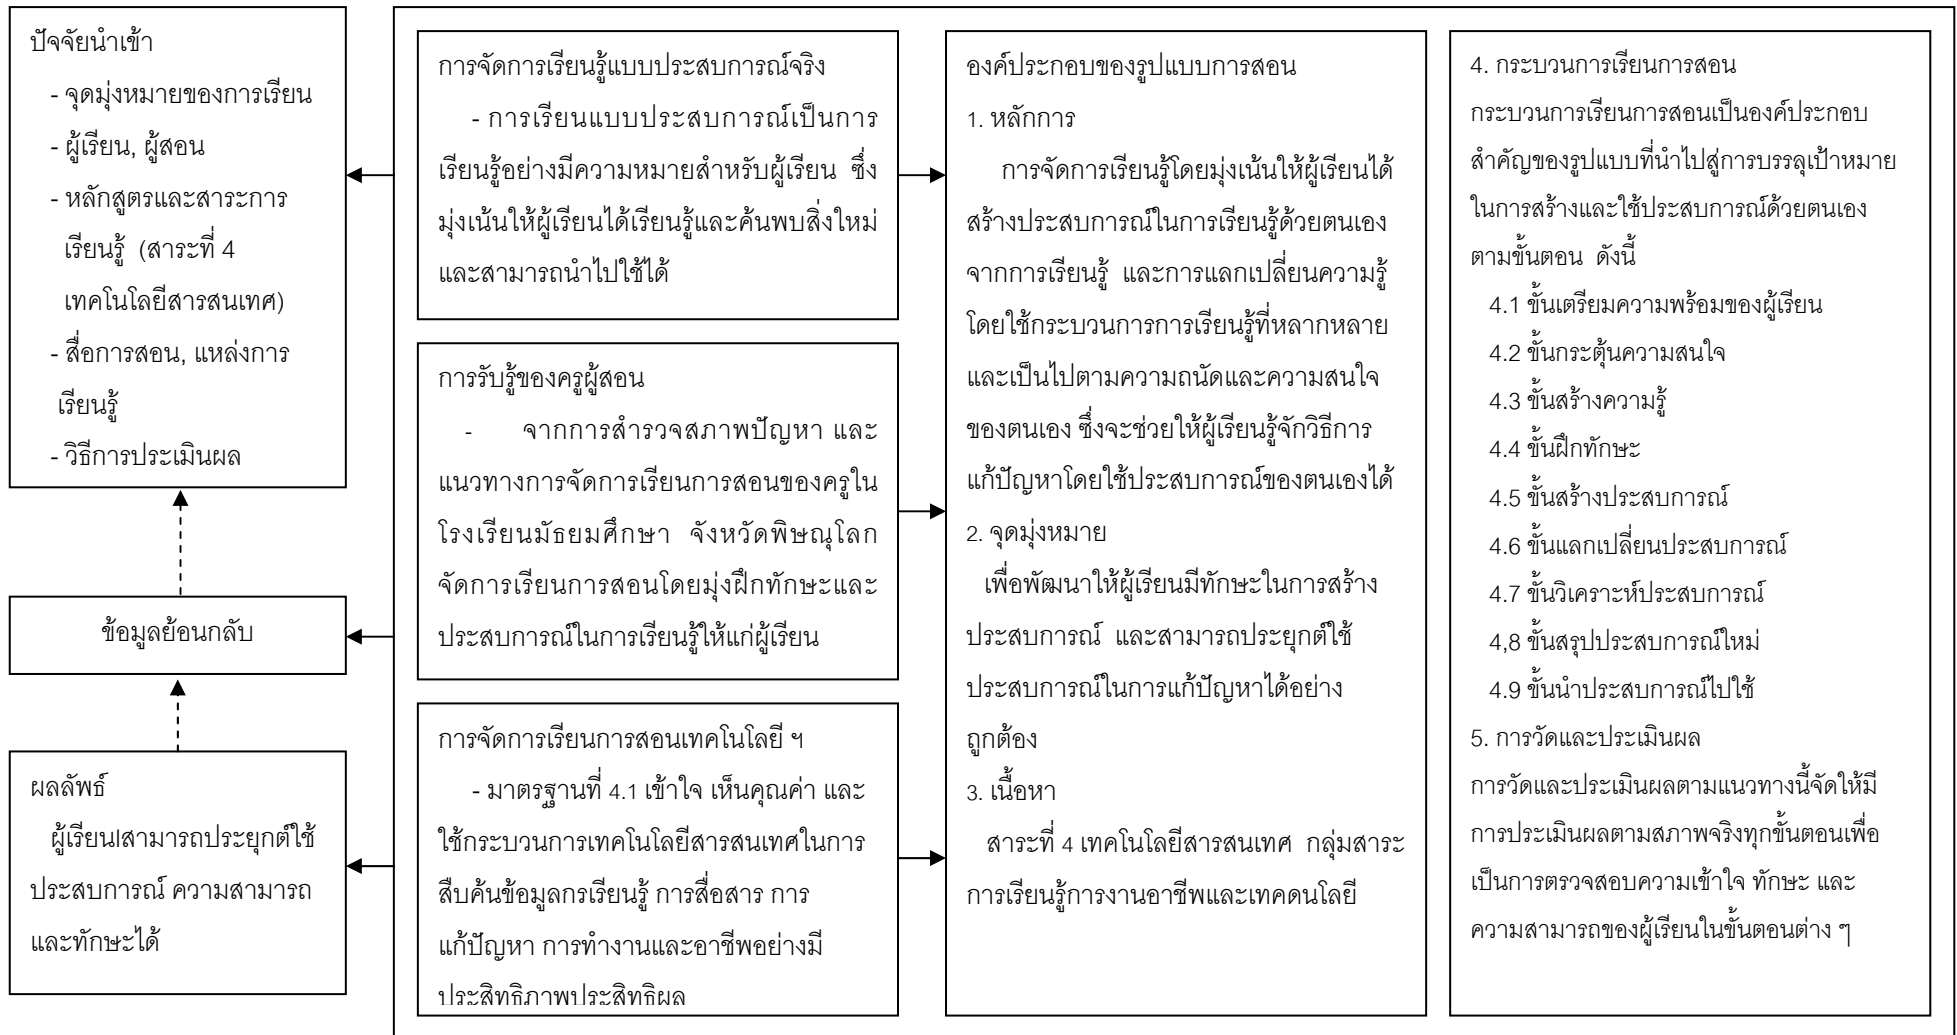 ปัจจัยนำเข้า
- จุดมุ่งหมายของการเรียน
- ผู้เรียน, ผู้สอน
- หลักสูตรและสาระการ
เรียนรู้ (สาระที่ 4
เทคโนโลยีสารสนเทศ)
- สื่อการสอน, แหล่งการ
เรียนรู้
- วิธีการประเมินผล
ข้อมูลย้อนกลับ
ผลลัพธ์
ผู้เรียนสามารถประยุกต์ใช้
ประสบการณ์ ความสามารถ
และทักษะได้
การจัดการเรียนรู้แบบประสบการณ์จริง
- การเรียนแบบประสบการณ์เป็นการ
เรียนรู้อย่างมีความหมายสำหรับผู้เรียน ซึ่ง
มุ่งเน้นให้ผู้เรียนได้เรียนรู้และค้นพบสิ่งใหม่
และสามารถนำไปใช้ได้
การรับรู้ของครูผู้สอน
- จากการสำรวจสภาพปัญหา และ
แนวทางการจัดการเรียนการสอนของครูใน
โรงเรียนมัธยมศึกษา จังหวัดพิษณุโลก
จัดการเรียนการสอนโดยมุ่งฝึกทักษะและ
ประสบการณ์ในการเรียนรู้ให้แก่ผู้เรียน
การจัดการเรียนการสอนเทคโนโลยี ฯ
- มาตรฐานที่ 4.1 เข้าใจ เห็นคุณค่า และ
ใช้กระบวนการเทคโนโลยีสารสนเทศในการ
สืบค้นข้อมูลกรเรียนรู้ การสื่อสาร การ
แก้ปัญหา การทำงานและอาชีพอย่างมี
ประสิทธิภาพประสิทธิผล
องค์ประกอบของรูปแบบการสอน
1. หลักการ
การจัดการเรียนรู้โดยมุ่งเน้นให้ผู้เรียนได้
สร้างประสบการณ์ในการเรียนรู้ด้วยตนเอง
จากการเรียนรู้ และการแลกเปลี่ยนความรู้
โดยใช้กระบวนการการเรียนรู้ที่หลากหลาย
และเป็นไปตามความถนัดและความสนใจ
ของตนเอง ซึ่งจะช่วยให้ผู้เรียนรู้จักวิธีการ
แก้ปัญหาโดยใช้ประสบการณ์ของตนเองได้
2. จุดมุ่งหมาย
เพื่อพัฒนาให้ผู้เรียนมีทักษะในการสร้าง
ประสบการณ์ และสามารถประยุกต์ใช้
ประสบการณ์ในการแก้ปัญหาได้อย่าง
ถูกต้อง
3. เนื้อหา
สาระที่ 4 เทคโนโลยีสารสนเทศ กลุ่มสาระ
การเรียนรู้การงานอาชีพและเทคดนโลยี
4. กระบวนการเรียนการสอน
กระบวนการเรียนการสอนเป็นองค์ประกอบ
สำคัญของรูปแบบที่นำไปสู่การบรรลุเป้าหมาย
ในการสร้างและใช้ประสบการณ์ด้วยตนเอง
ตามขั้นตอน ดังนี้
4.1 ขั้นเตรียมความพร้อมของผู้เรียน
4.2 ขั้นกระตุ้นความสนใจ
4.3 ขั้นสร้างความรู้
4.4 ขั้นฝึกทักษะ
4.5 ขั้นสร้างประสบการณ์
4.6 ขั้นแลกเปลี่ยนประสบการณ์
4.7 ขั้นวิเคราะห์ประสบการณ์
4,8 ขั้นสรุปประสบการณ์ใหม่
4.9 ขั้นนำประสบการณ์ไปใช้
5. การวัดและประเมินผล
การวัดและประเมินผลตามแนวทางนี้จัดให้มี
การประเมินผลตามสภาพจริงทุกขั้นตอนเพื่อ
เป็นการตรวจสอบความเข้าใจ ทักษะ และ
ความสามารถของผู้เรียนในขั้นตอนต่าง ๆ